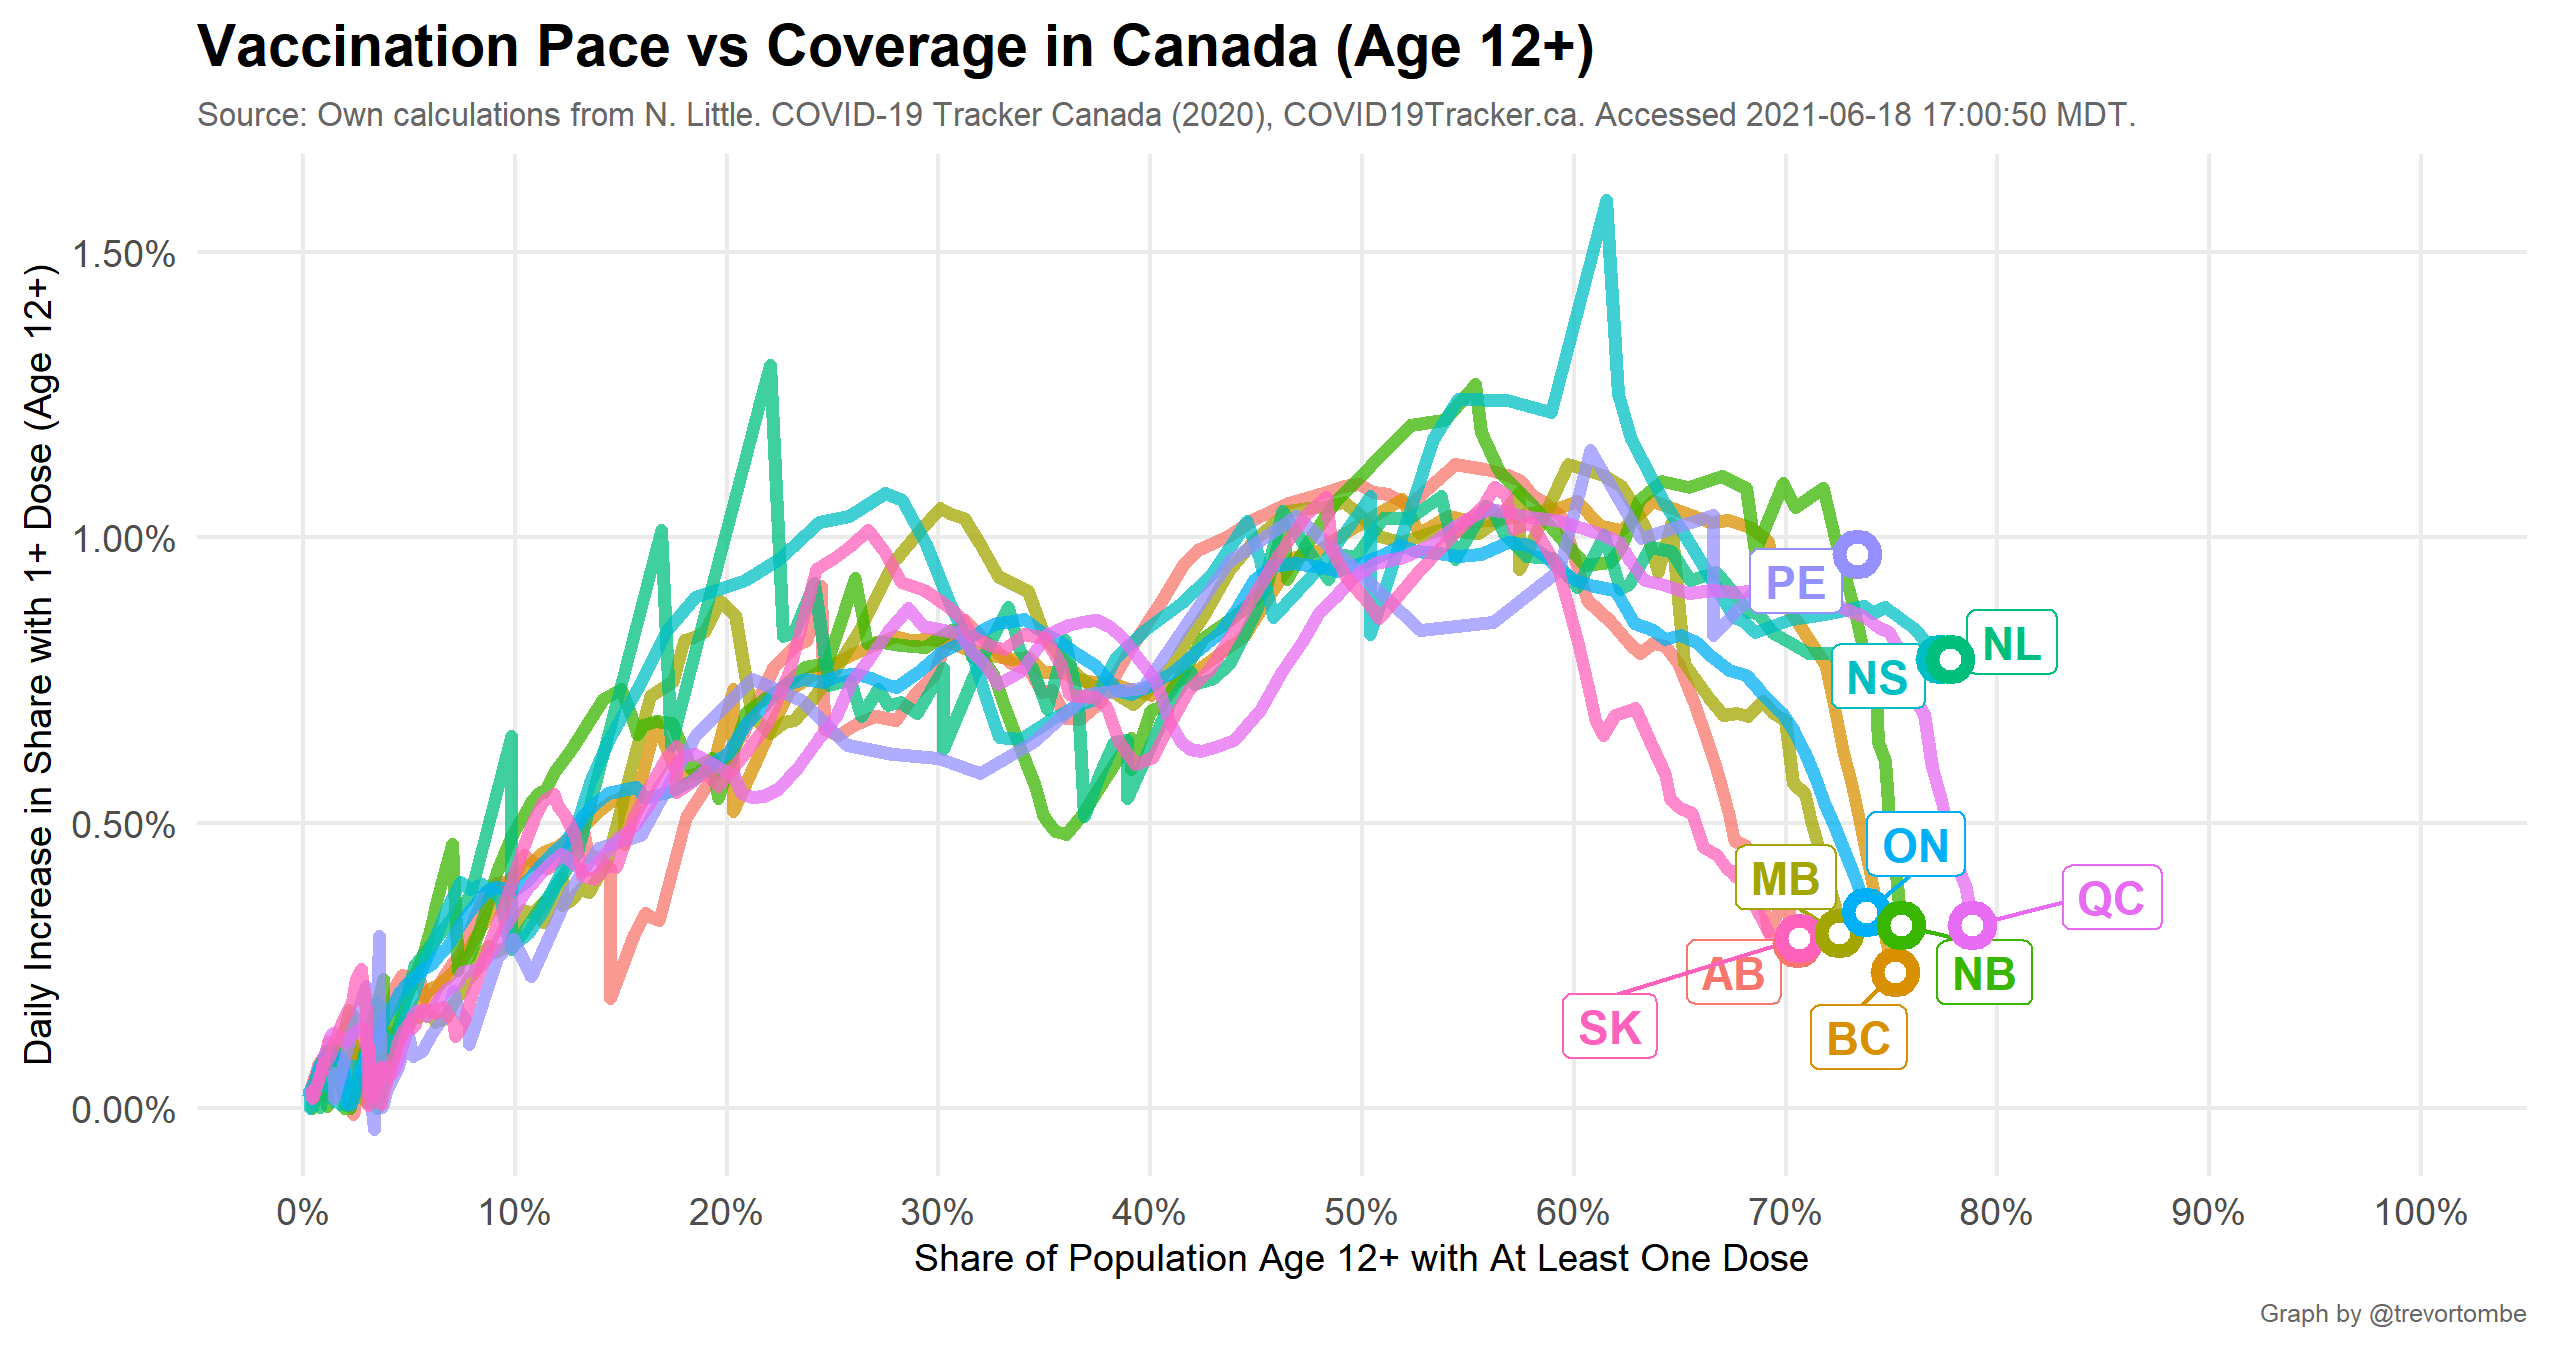 Vaccination Pace vs Coverage in Canada (Age 12+)
Source: Own calculations from N. Little. COVID-19 Tracker Canada (2020), COVID19Tracker.ca. Accessed 2021-06-18 17:00:50 MDT.
Daily Increase in Share with 1+ Dose (Age 12+)
1.50%
1.00%
0.50%
0.00%
PE
NL
NS
ON
MB
QC
AB
NB
SK
BC
0% 10% 20% 30% 40% 50% 60% 70% 80% 90% 100%
Share of Population Age 12+ with At Least One Dose
Graph by @trevortombe